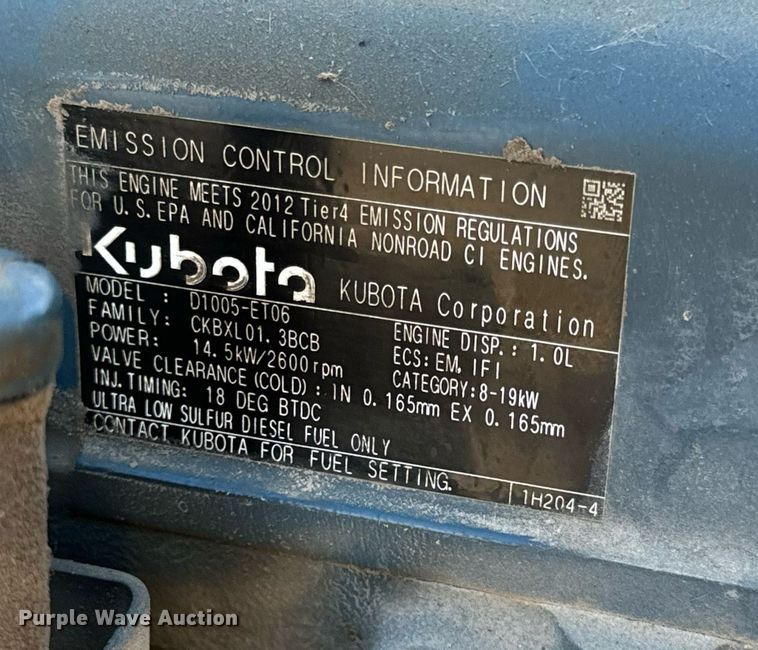 EMISSION CONTROL INFORMATION
THIS ENGINE MEETS 2012 Tier4 EMISSION REGULATIONS
FOR U.S.EPA AND CALIFORNIA NONROAD CI ENGINES.
Kubota KUBOTA Corporation
MODEL : D1005-ET06 ENGINE DISP.: 1.0L
FAMILY: CKBXL01.3BCB ECS: EM, IFI
POWER: 14.5kW/2600rpm CATEGORY:8-19kW
VALVE CLEARANCE (COLD) : IN 0.165mm EX 0.165mm
INJ.TIMING: 18 DEG BTDC
ULTRA LOW SULFUR DIESEL FUEL ONLY
CONTACT KUBOTA FOR FUEL SETTING.
1H204-4
Purple Wave Auction